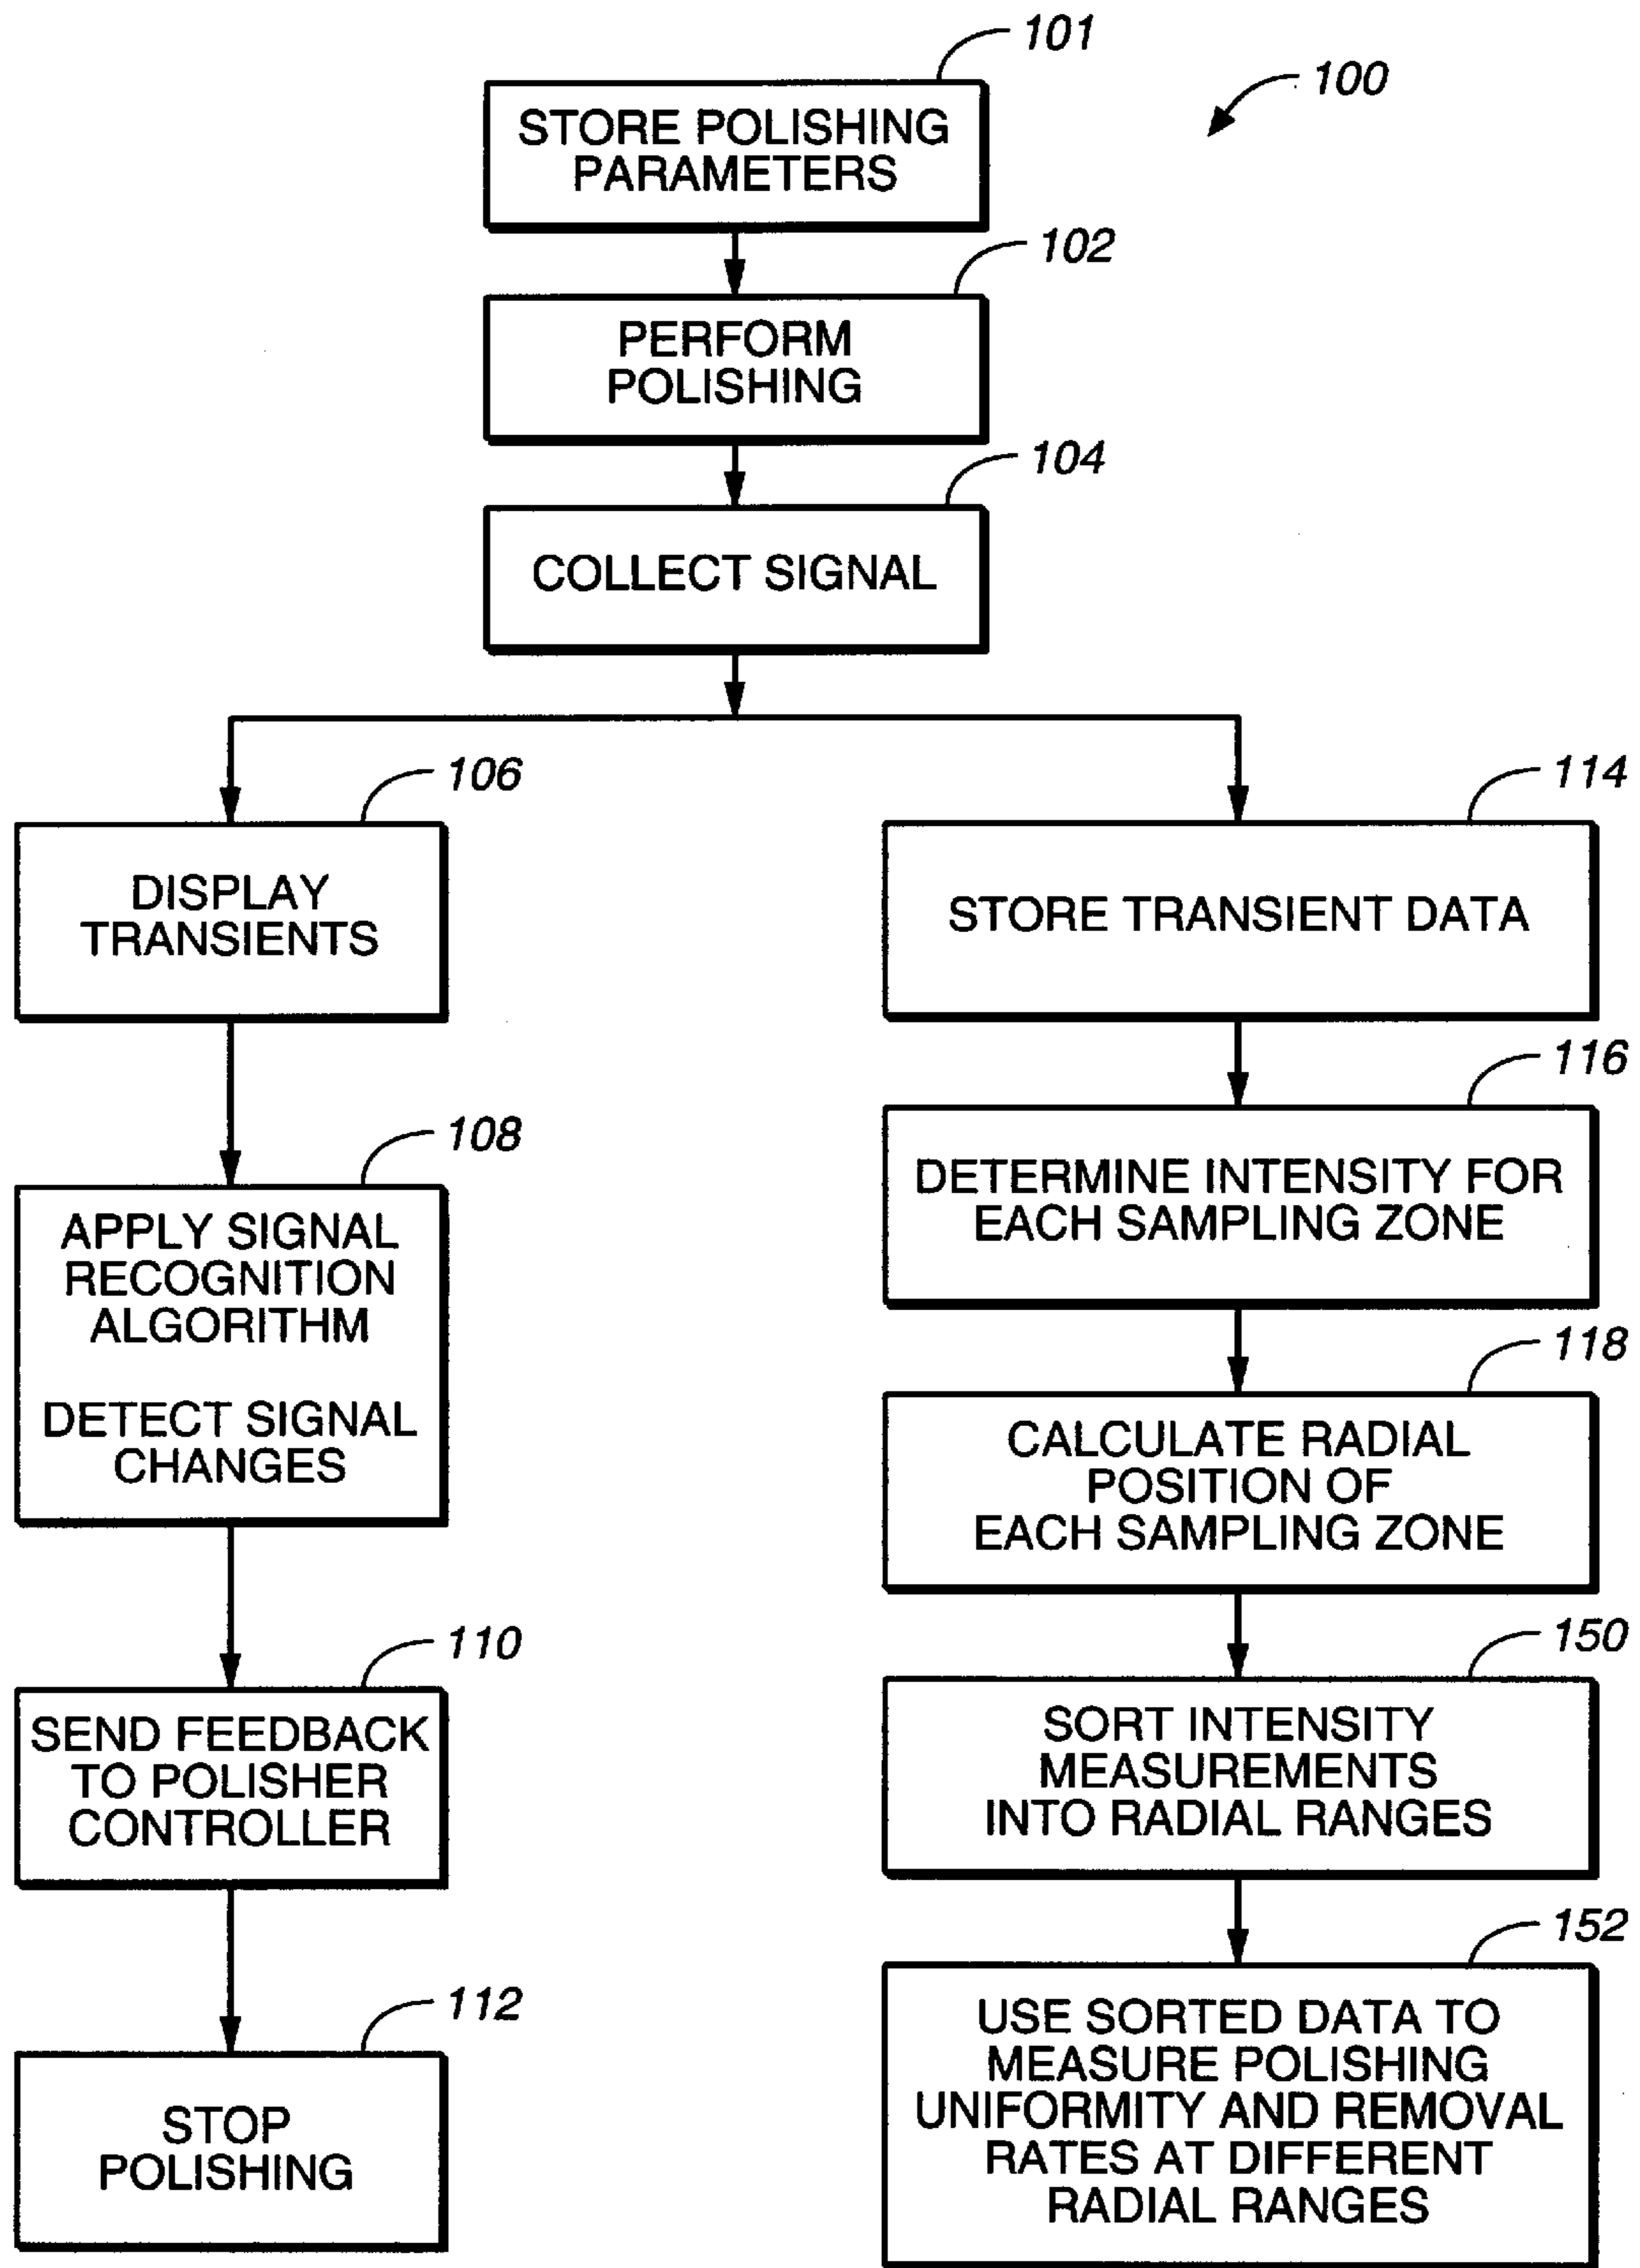 101
100
STORE POLISHING
PARAMETERS
102
PERFORM
POLISHING
104
COLLECT SIGNAL
106
DISPLAY
TRANSIENTS
108
APPLY SIGNAL
RECOGNITION
ALGORITHM
DETECT SIGNAL
CHANGES
110
SEND FEEDBACK
TO POLISHER
CONTROLLER
112
STOP
POLISHING
114
STORE TRANSIENT DATA
116
DETERMINE INTENSITY FOR
EACH SAMPLING ZONE
118
CALCULATE RADIAL
POSITION OF
EACH SAMPLING ZONE
150
SORT INTENSITY
MEASUREMENTS
INTO RADIAL RANGES
152
USE SORTED DATA TO
MEASURE POLISHING
UNIFORMITY AND REMOVAL
RATES AT DIFFERENT
RADIAL RANGES